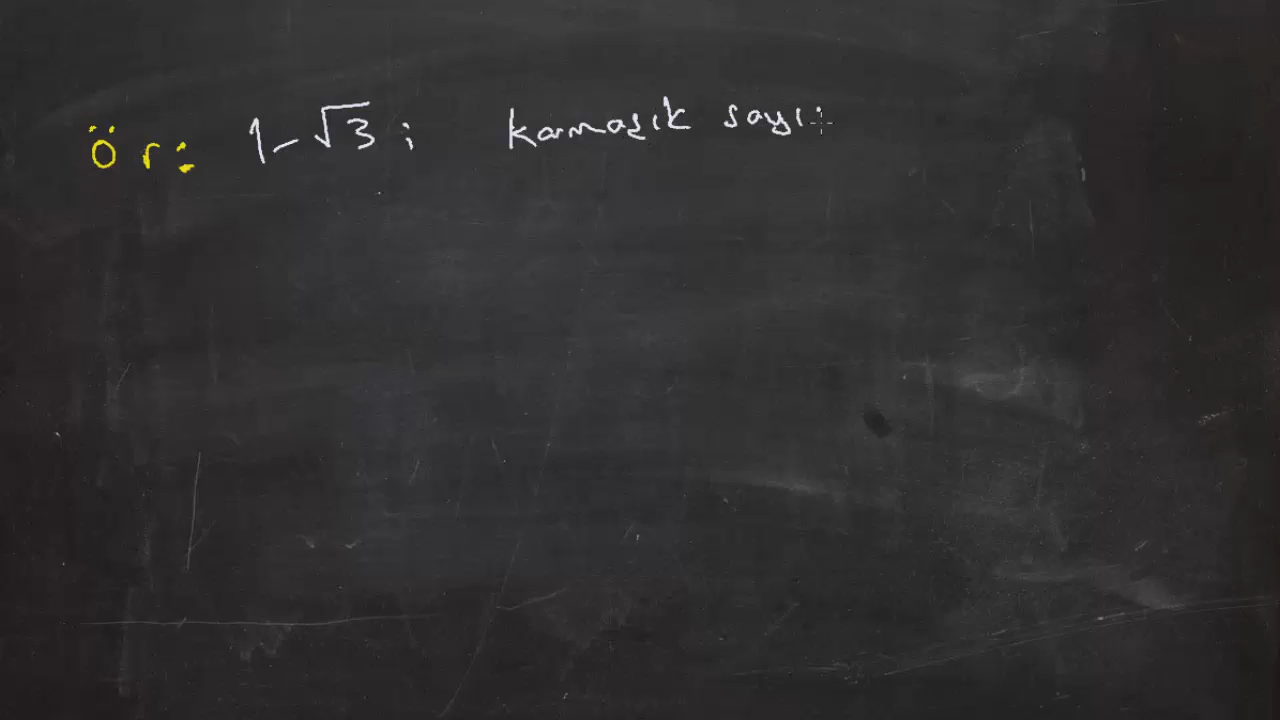 Ör: 1-√3 i karmaşık sayı